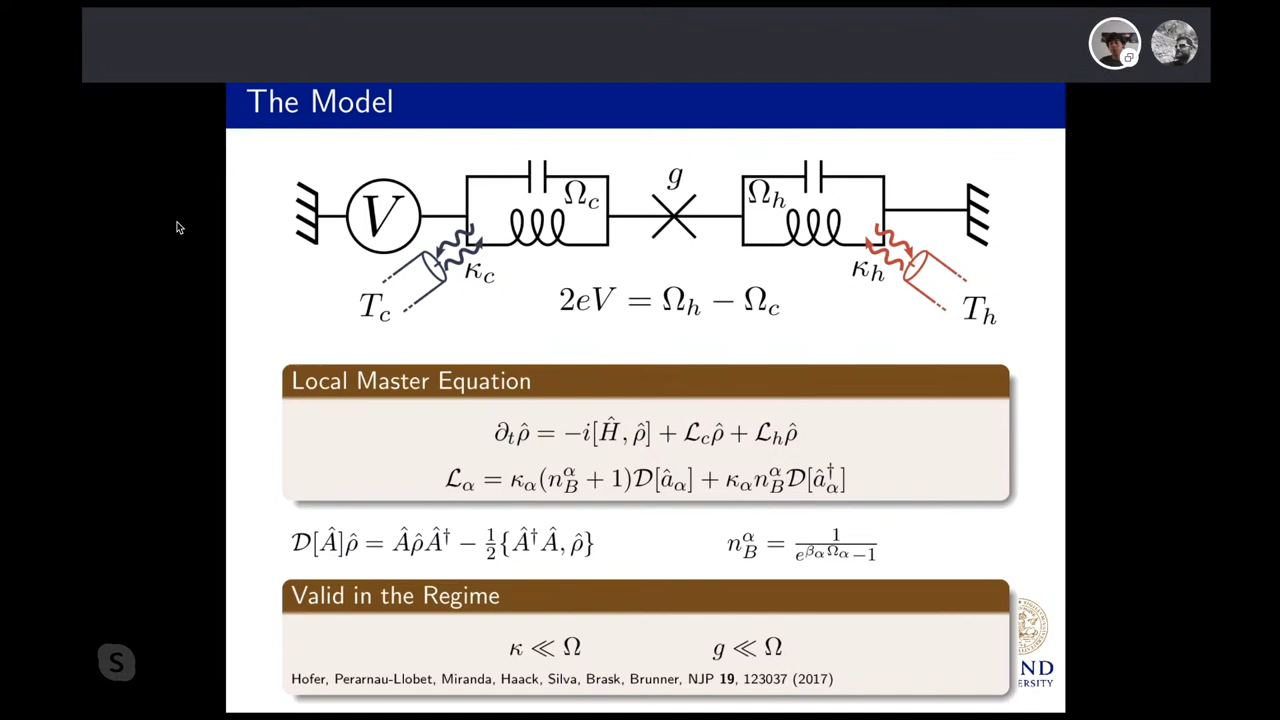 The Model
V
Ω_c
g
Ω_h
κ_c
κ_h
T_c
2eV = Ω_h − Ω_c
T_h
Local Master Equation
∂_t ρ̂ = −i[Ĥ, ρ̂] + ℒ_c ρ̂ + ℒ_h ρ̂
ℒ_α = κ_α(n_B^α + 1)𝒟[â_α] + κ_α n_B^α 𝒟[â_α^†]
𝒟[Â]ρ̂ = Âρ̂Â^† − 1/2{Â^†Â, ρ̂}
n_B^α = 1/(e^{β_α Ω_α} −1)
Valid in the Regime
κ ≪ Ω
g ≪ Ω
ND
ERSITY
Hofer, Perarnau-Llobet, Miranda, Haack, Silva, Brask, Brunner, NJP 19, 123037 (2017)
S